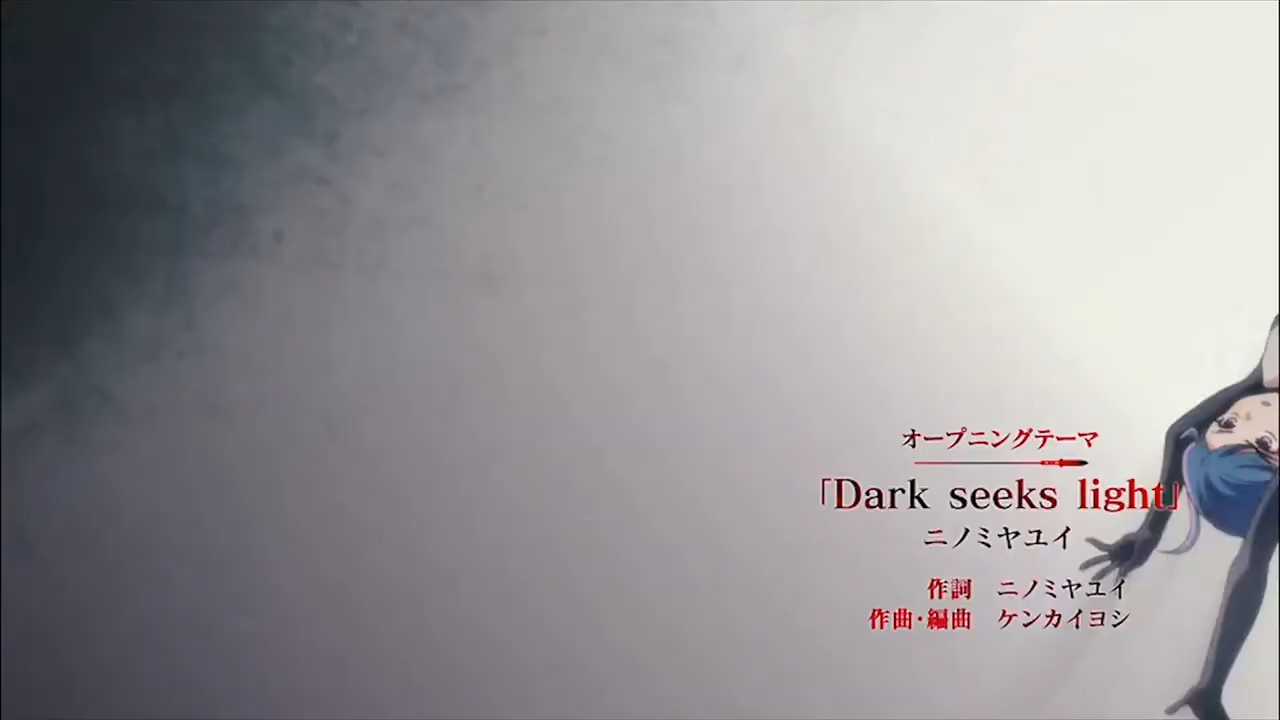 オープニングテーマ
「Dark seeks light」
ニノミヤユイ
作詞　ニノミヤユイ
作曲・編曲　ケンカイヨシ